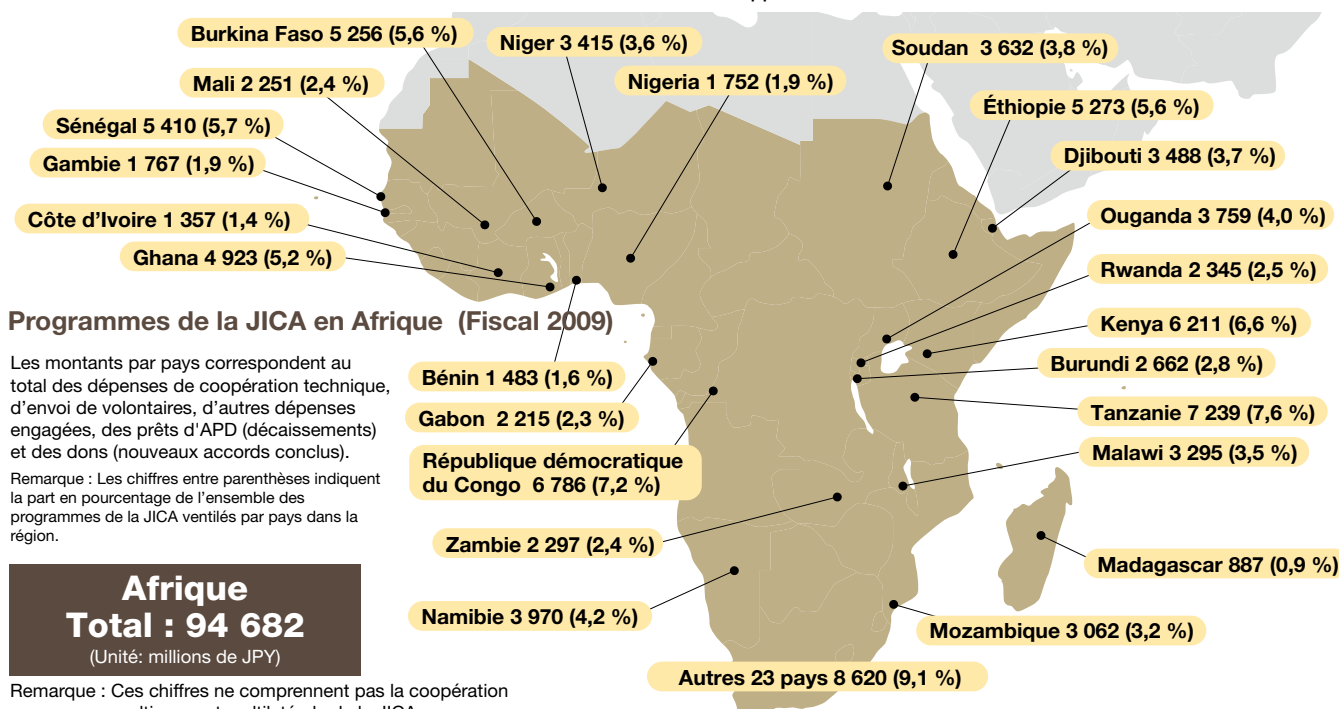 Burkina Faso 5 256 (5,6 %)
Niger 3 415 (3,6 %)
Soudan 3 632 (3,8 %)
Mali 2 251 (2,4 %)
Nigeria 1 752 (1,9 %)
Éthiopie 5 273 (5,6 %)
Sénégal 5 410 (5,7 %)
Gambie 1 767 (1,9 %)
Djibouti 3 488 (3,7 %)
Côte d’Ivoire 1 357 (1,4 %)
Ouganda 3 759 (4,0 %)
Ghana 4 923 (5,2 %)
Rwanda 2 345 (2,5 %)
Programmes de la JICA en Afrique (Fiscal 2009)
Kenya 6 211 (6,6 %)
Les montants par pays correspondent au
total des dépenses de coopération technique,
d’envoi de volontaires, d’autres dépenses
engagées, des prêts d'APD (décaissements)
et des dons (nouveaux accords conclus).
Remarque : Les chiffres entre parenthèses indiquent
la part en pourcentage de l’ensemble des
programmes de la JICA ventilés par pays dans la
région.
Bénin 1 483 (1,6 %)
Burundi 2 662 (2,8 %)
Gabon 2 215 (2,3 %)
Tanzanie 7 239 (7,6 %)
République démocratique
du Congo 6 786 (7,2 %)
Malawi 3 295 (3,5 %)
Zambie 2 297 (2,4 %)
Madagascar 887 (0,9 %)
Namibie 3 970 (4,2 %)
Mozambique 3 062 (3,2 %)
Autres 23 pays 8 620 (9,1 %)
Afrique
Total : 94 682
(Unité: millions de JPY)
Remarque : Ces chiffres ne comprennent pas la coopération